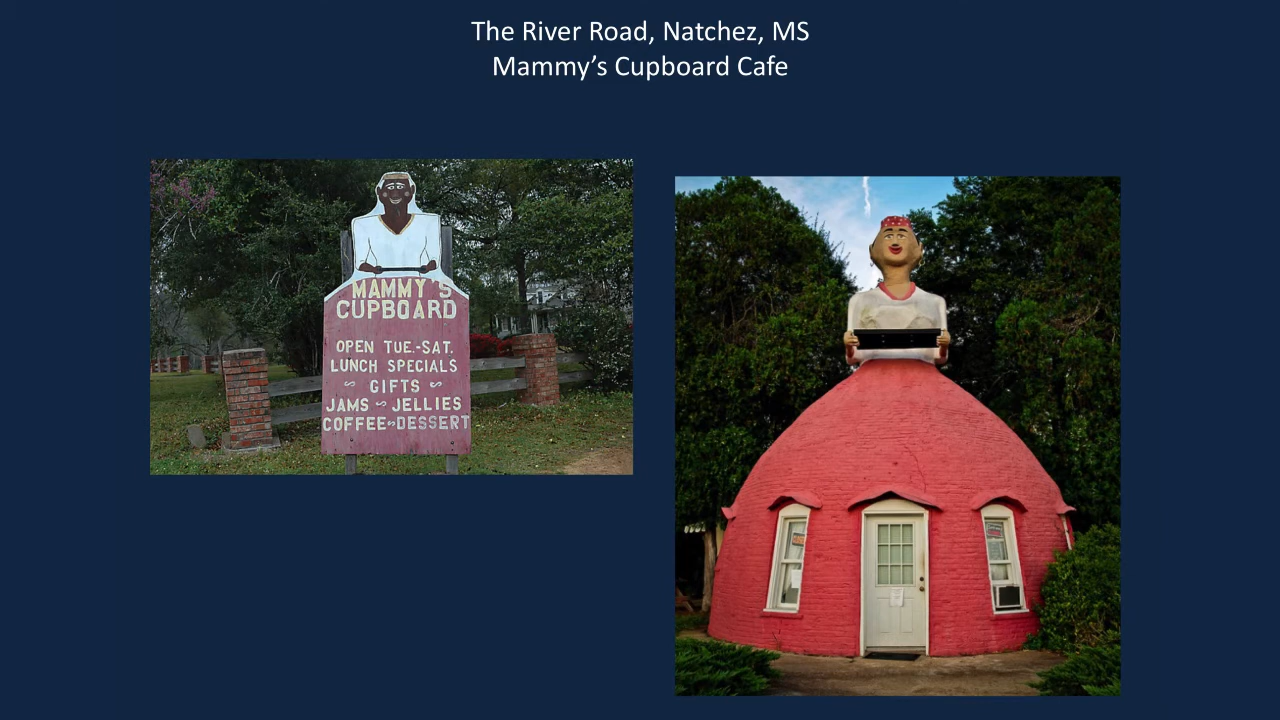 The River Road, Natchez, MS
Mammy's Cupboard Cafe
MAMMY'S
CUPBOARD
OPEN TUE.-SAT.
LUNCH SPECIALS
~ GIFTS ~
JAMS ~ JELLIES
COFFEE~DESSERT